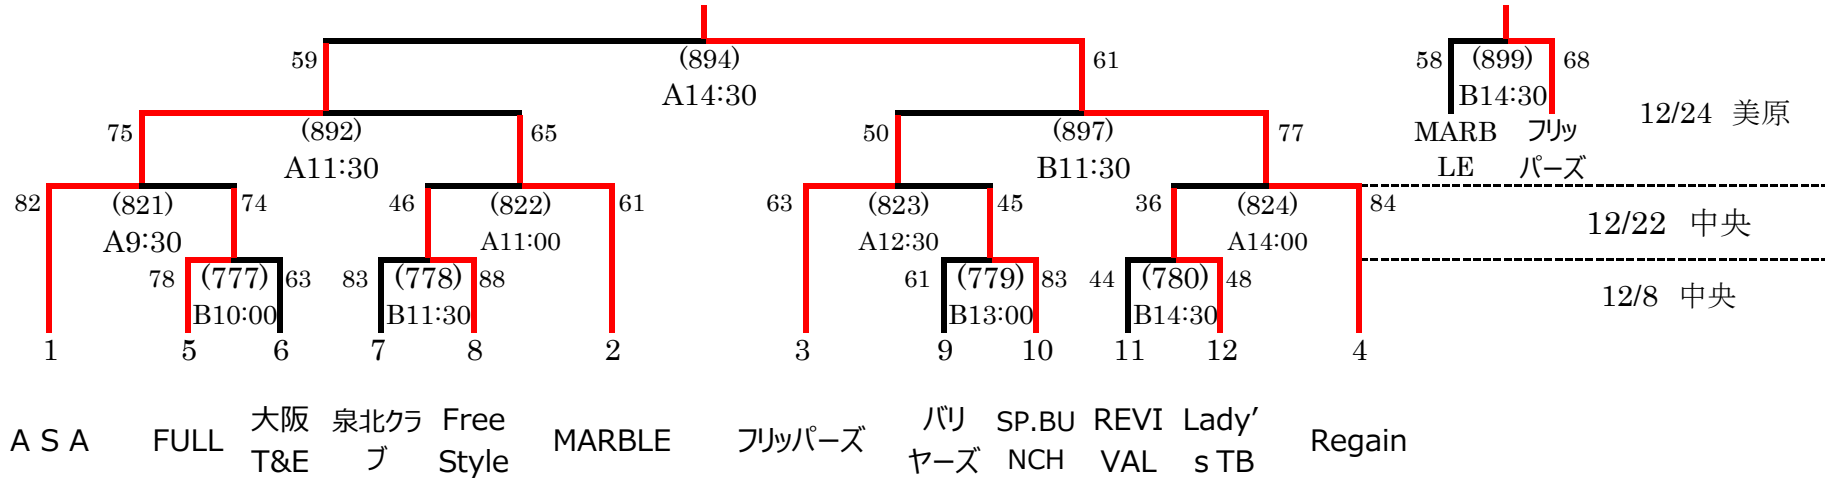 59 (894) 61 58 (899) 68
A14:30 B14:30
75 (892) 65 50 (897) 77 MARB フリッ 12/24 美原
A11:30 B11:30 LE パーズ
82 (821) 74 46 (822) 61 63 (823) 45 36 (824) 84
A9:30 A11:00 A12:30 A14:00 12/22 中央
78 (777) 63 83 (778) 88 61 (779) 83 44 (780) 48
B10:00 B11:30 B13:00 B14:30 12/8 中央
1 5 6 7 8 2 3 9 10 11 12 4
大阪 泉北クラ Free バリ SP.BU REVI Lady’
A S A FULL T&E ブ Style MARBLE フリッパーズ ヤーズ NCH VAL s TB Regain